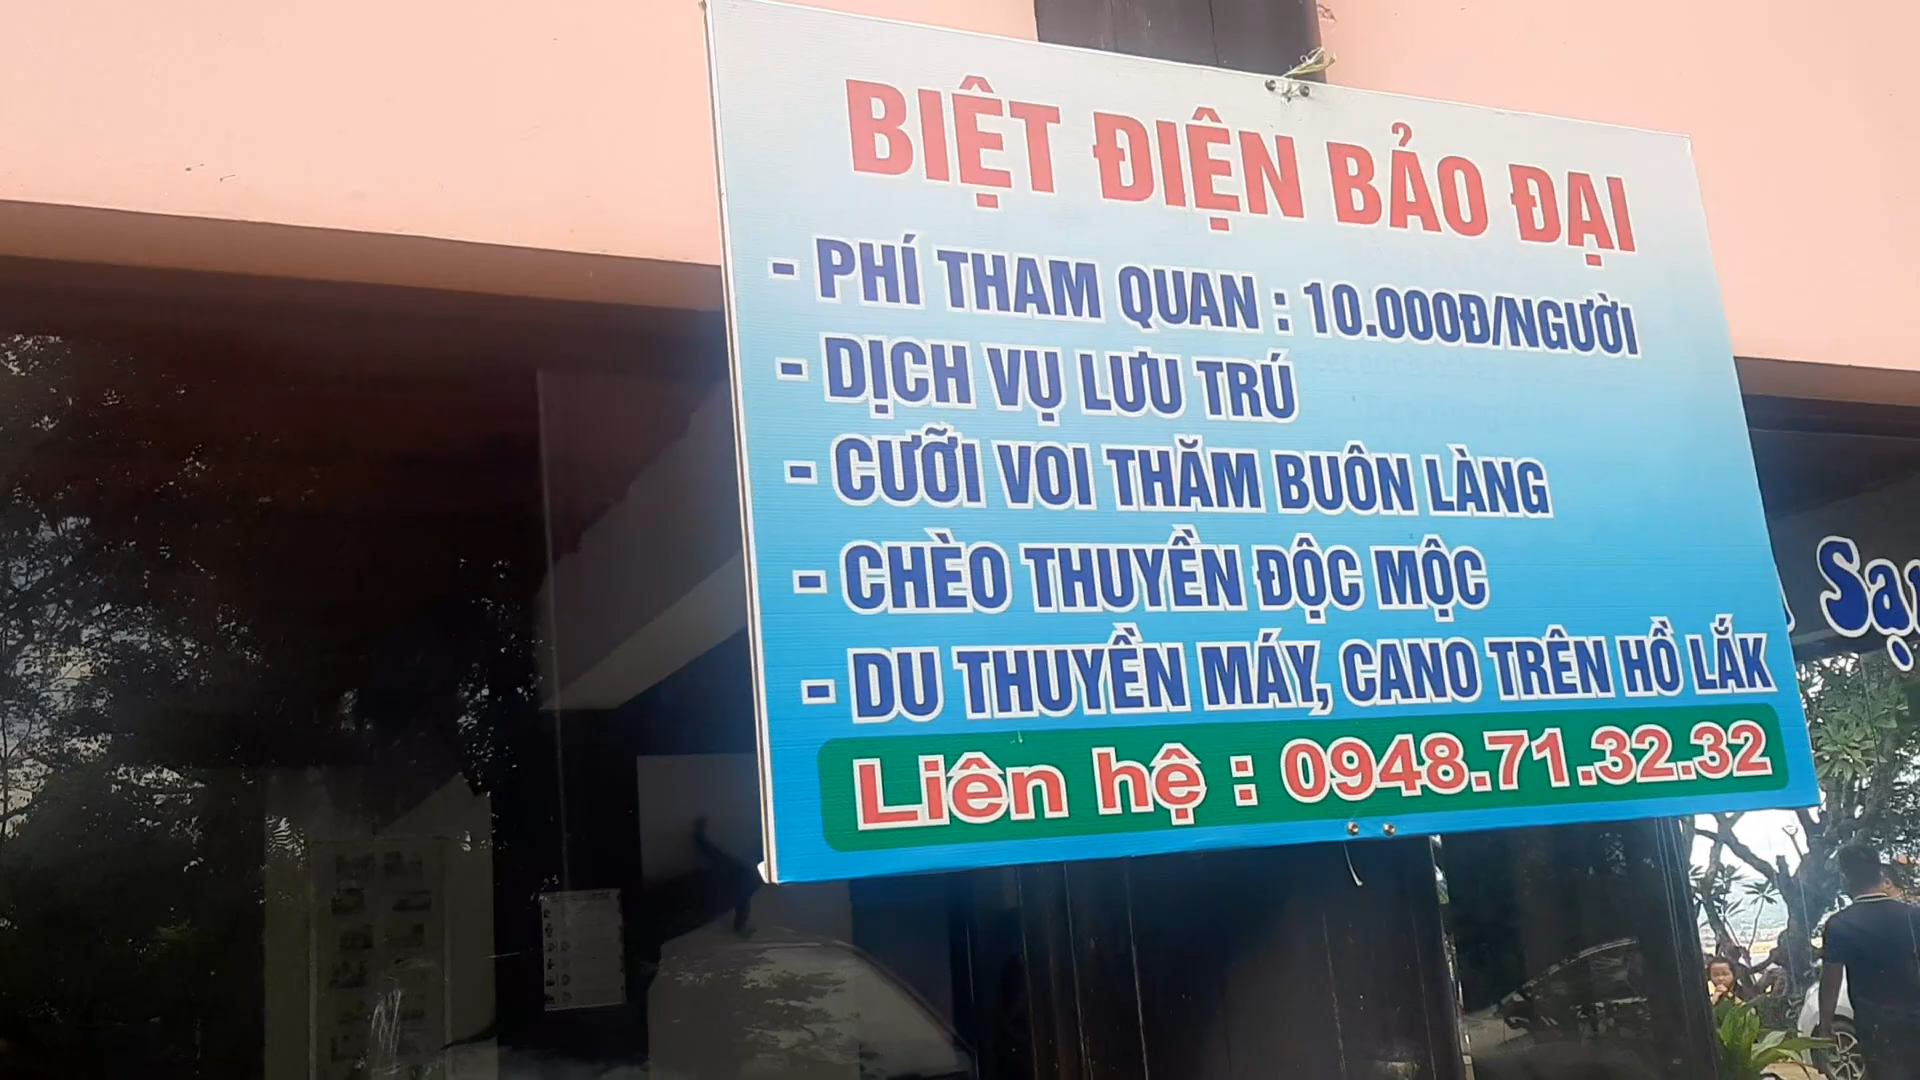 BIỆT ĐIỆN BẢO ĐẠI
- PHÍ THAM QUAN : 10.000Đ/NGƯỜI
- DỊCH VỤ LƯU TRÚ
- CƯỠI VOI THĂM BUÔN LÀNG
- CHÈO THUYỀN ĐỘC MỘC
- DU THUYỀN MÁY, CANO TRÊN HỒ LẮK
Liên hệ : 0948.71.32.32